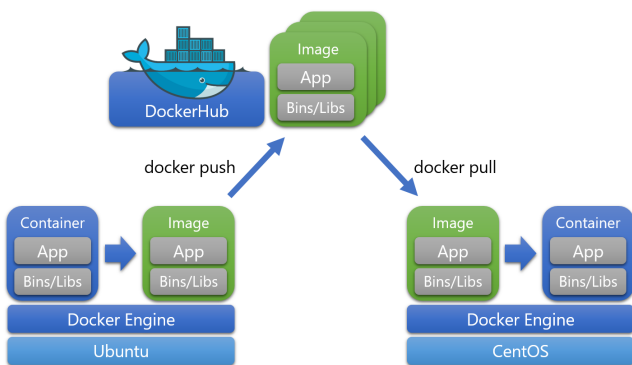 Image
App
Bins/Libs
DockerHub
docker push
docker pull
Container
App
Bins/Libs
Image
App
Bins/Libs
Docker Engine
Ubuntu
Image
App
Bins/Libs
Container
App
Bins/Libs
Docker Engine
CentOS